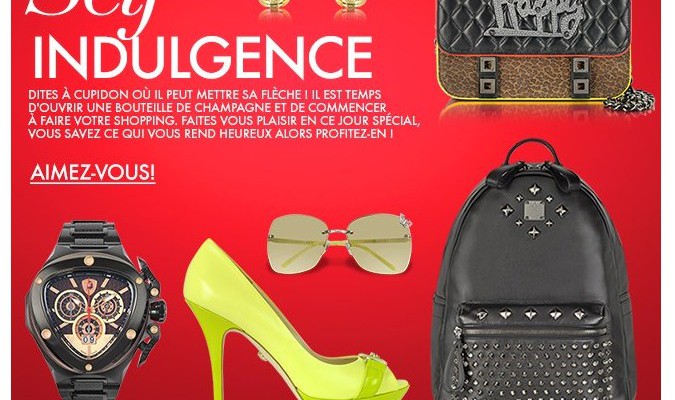 Self
INDULGENCE
DITES À CUPIDON OÙ IL PEUT METTRE SA FLÈCHE ! IL EST TEMPS
D'OUVRIR UNE BOUTEILLE DE CHAMPAGNE ET DE COMMENCER
À FAIRE VOTRE SHOPPING. FAITES VOUS PLAISIR EN CE JOUR SPÉCIAL,
VOUS SAVEZ CE QUI VOUS REND HEUREUX ALORS PROFITEZ-EN !
AIMEZ-VOUS!
Happy
09